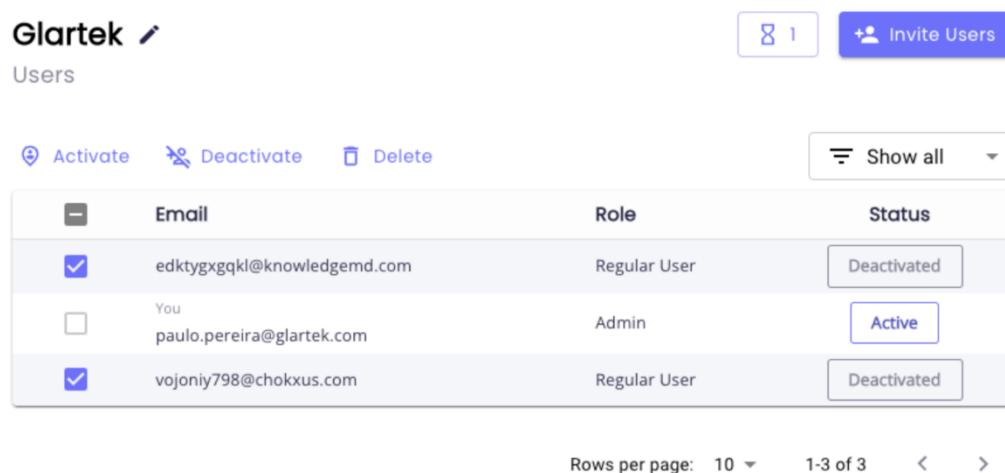 Glartek
1
Invite Users
Users
Activate Deactivate Delete
Show all
Email Role Status
edktygxgqkl@knowledgemd.com Regular User Deactivated
You
paulo.pereira@glartek.com Admin Active
vojoniy798@chokxus.com Regular User Deactivated
Rows per page: 10 1-3 of 3